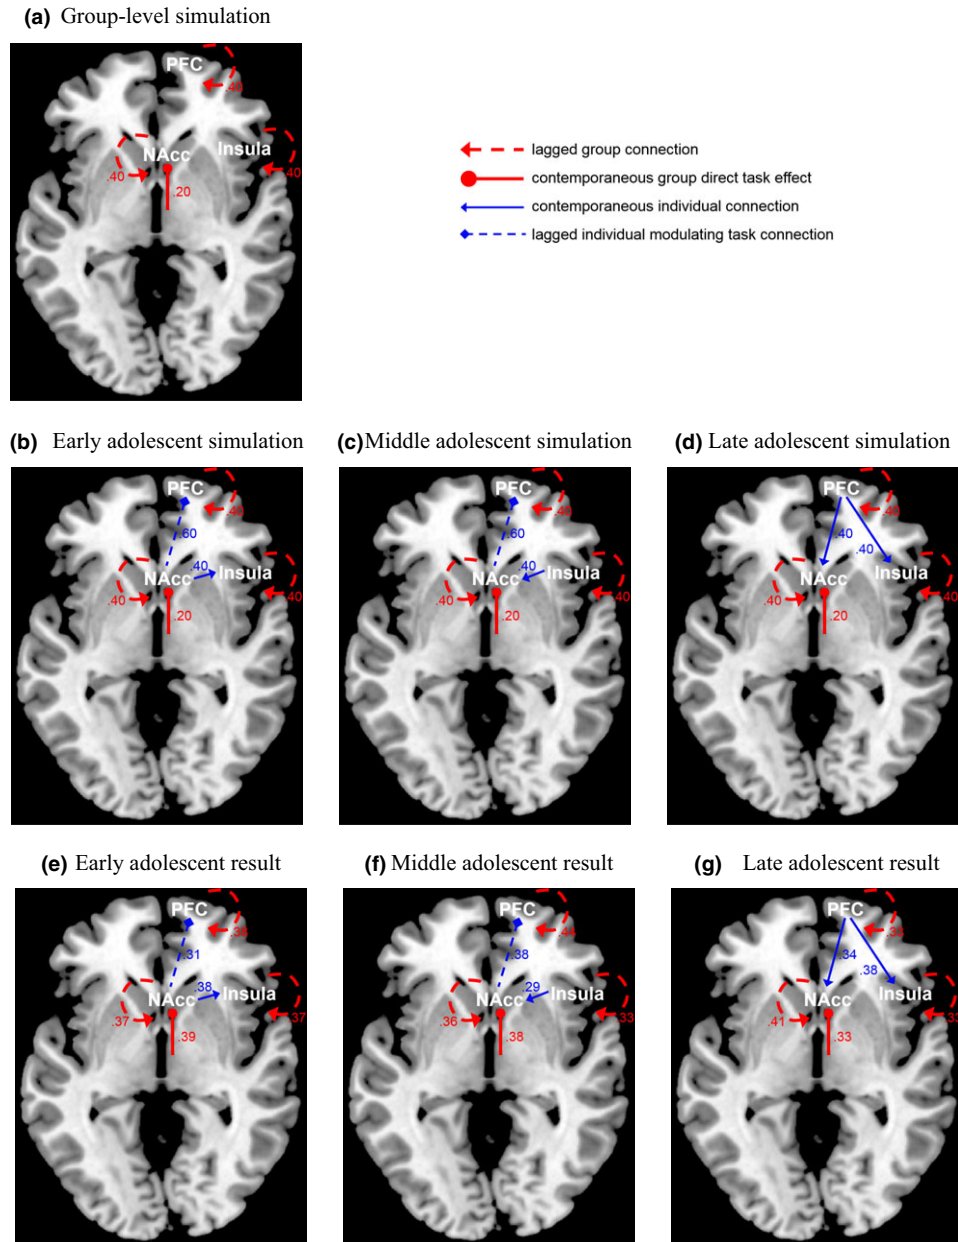 (a) Group-level simulation
PFC
.40
NAcc
Insula
.40
.40
.20
lagged group connection
contemporaneous group direct task effect
contemporaneous individual connection
lagged individual modulating task connection
(b) Early adolescent simulation
PFC
.40
.60
.40
NAcc
Insula
.40
.40
.20
(c) Middle adolescent simulation
PFC
.40
.60
.40
NAcc
Insula
.40
.40
.20
(d) Late adolescent simulation
PFC
.40
.40
.40
NAcc
Insula
.40
.40
.20
(e) Early adolescent result
PFC
.36
.31
.38
NAcc
Insula
.37
.37
.39
(f) Middle adolescent result
PFC
.44
.38
.29
NAcc
Insula
.36
.33
.38
(g) Late adolescent result
PFC
.33
.34
.38
NAcc
Insula
.41
.33
.33